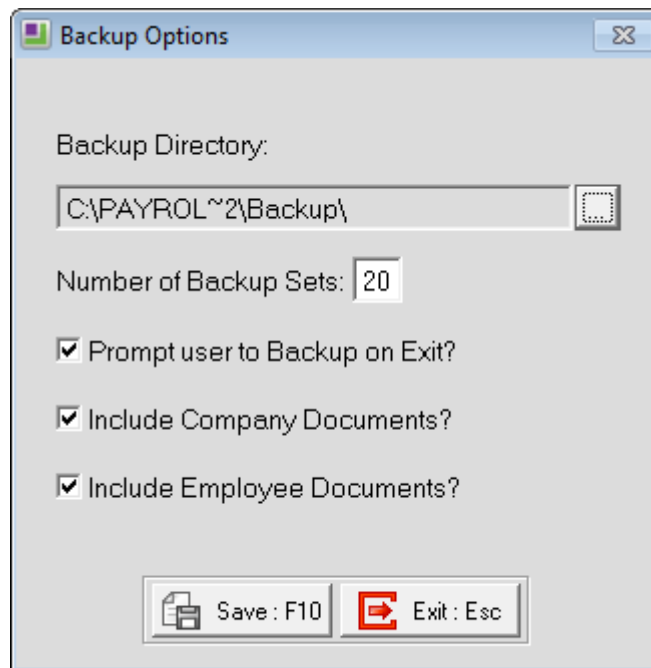 Backup Options
Backup Directory:
C:\PAYROL~2\Backup\
...
Number of Backup Sets: 20
Prompt user to Backup on Exit?
Include Company Documents?
Include Employee Documents?
Save : F10 Exit : Esc